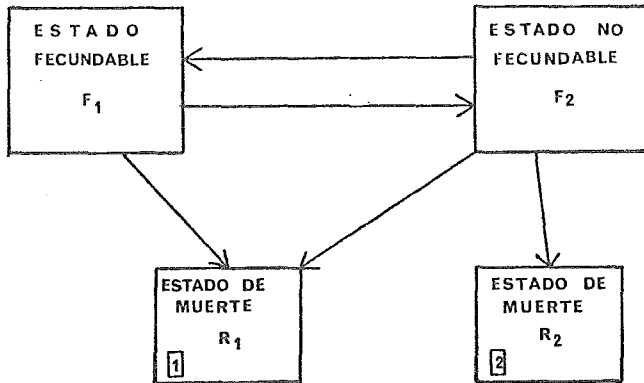 ESTADO
FECUNDABLE
F1
ESTADO NO
FECUNDABLE
F2
ESTADO DE
MUERTE
R1
1
ESTADO DE
MUERTE
R2
2